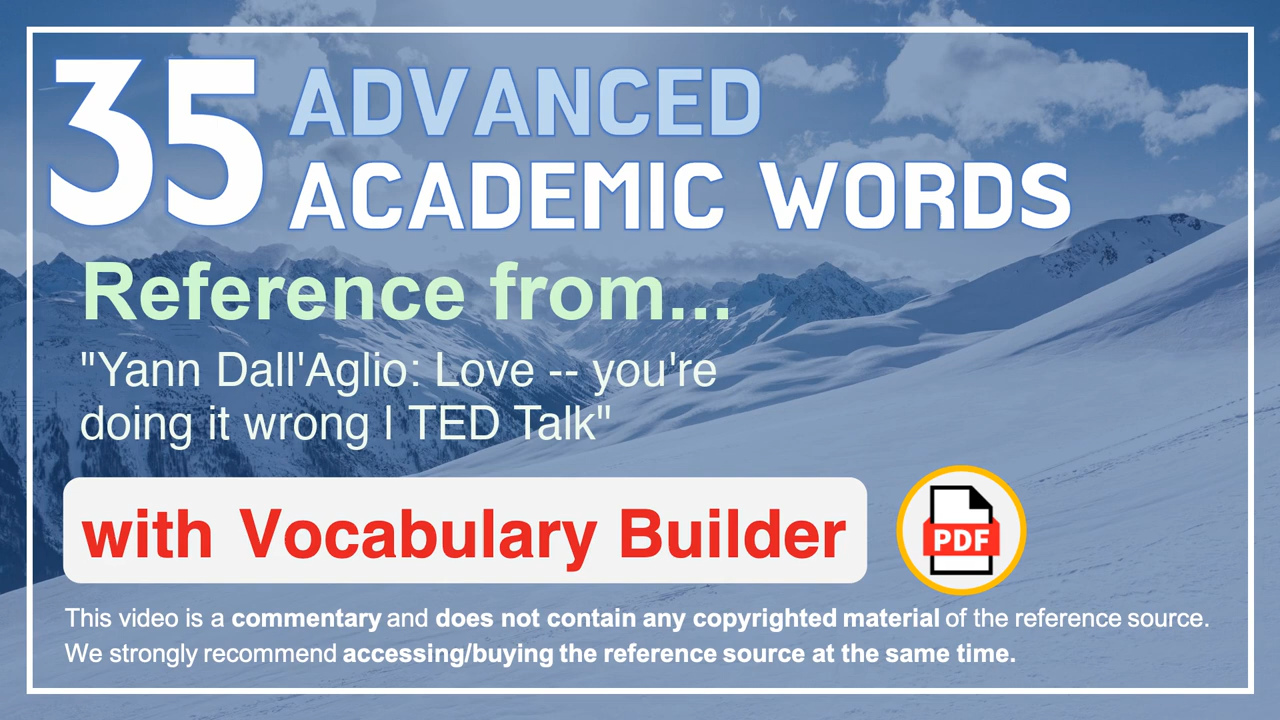 35 ADVANCED
ACADEMIC WORDS
Reference from...
"Yann Dall'Aglio: Love -- you're
doing it wrong | TED Talk"
with Vocabulary Builder
PDF
This video is a commentary and does not contain any copyrighted material of the reference source.
We strongly recommend accessing/buying the reference source at the same time.